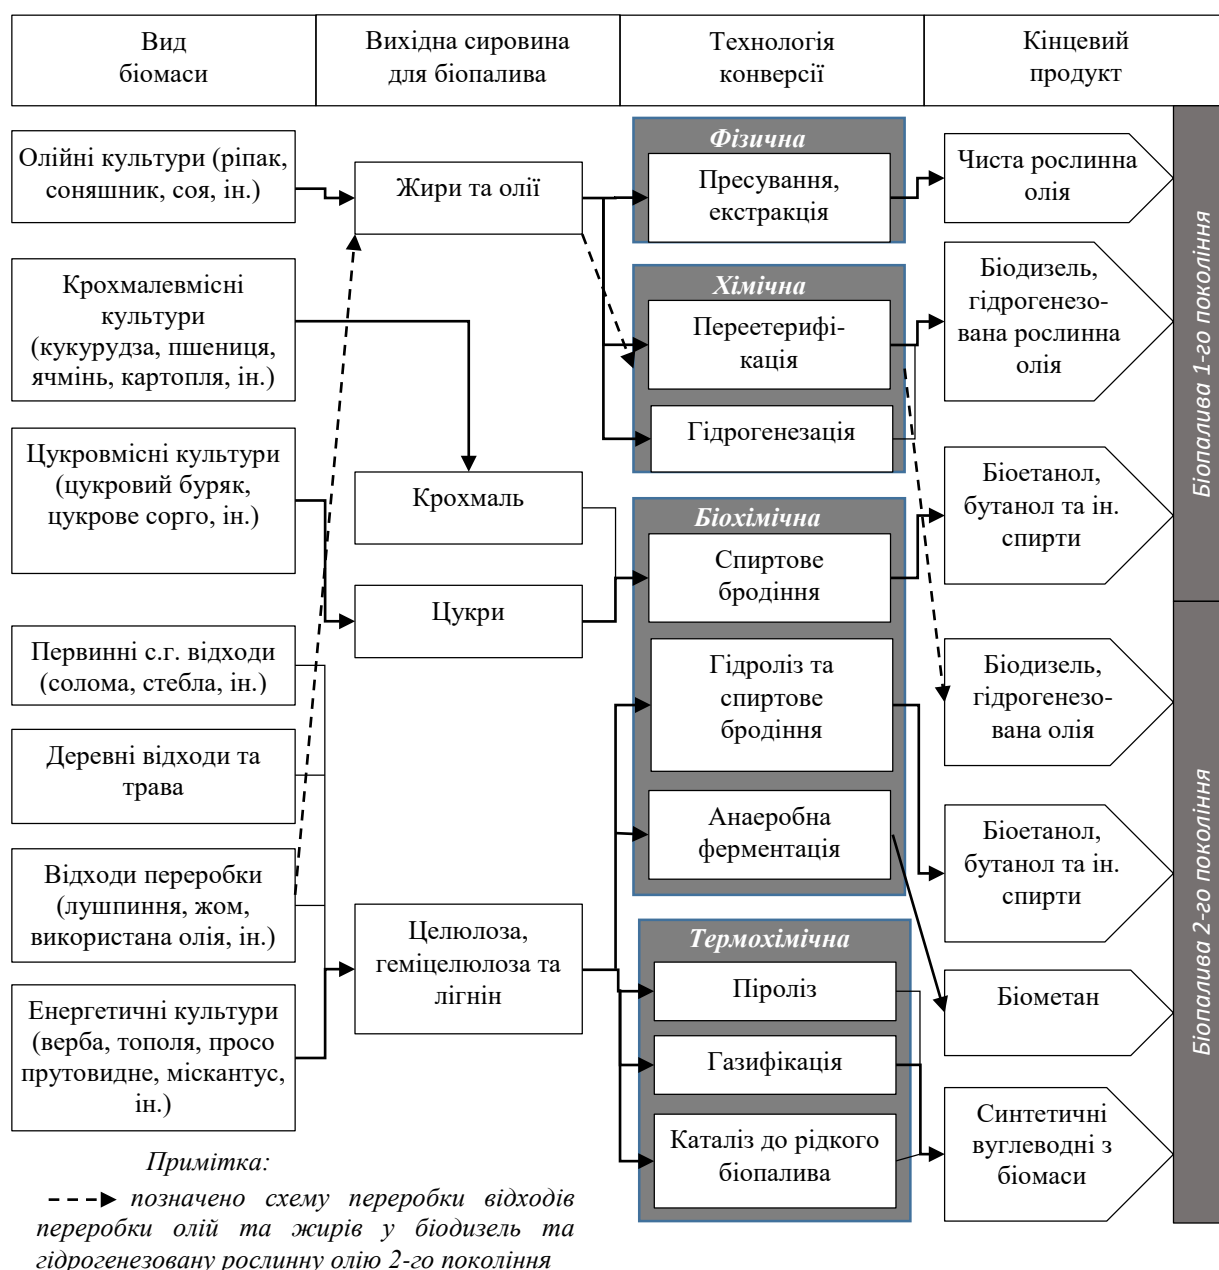 Вид
біомаси
Вихідна сировина
для біопалива
Технологія
конверсії
Кінцевий
продукт
Олійні культури (ріпак,
соняшник, соя, ін.)
Крохмалевмісні
культури
(кукурудза, пшениця,
ячмінь, картопля, ін.)
Цукровмісні культури
(цукровий буряк,
цукрове сорго, ін.)
Первинні с.г. відходи
(солома, стебла, ін.)
Деревні відходи та
трава
Відходи переробки
(лушпиння, жом,
використана олія, ін.)
Енергетичні культури
(верба, тополя, просо
прутовидне, міскантус,
ін.)
Жири та олії
Крохмаль
Цукри
Целюлоза,
геміцелюлоза та
лігнін
Фізична
Пресування,
екстракція
Хімічна
Переетерифі-
кація
Гідрогенезація
Біохімічна
Спиртове
бродіння
Гідроліз та
спиртове
бродіння
Анаеробна
ферментація
Термохімічна
Піроліз
Газифікація
Каталіз до рідкого
біопалива
Чиста рослинна
олія
Біодизель,
гідрогенезо-
вана рослинна
олія
Біоетанол,
бутанол та ін.
спирти
Біодизель,
гідрогенезо-
вана олія
Біоетанол,
бутанол та ін.
спирти
Біометан
Синтетичні
вуглеводні з
біомаси
Біопалива 1-го покоління
Біопалива 2-го покоління
Примітка:
позначено схему переробки відходів
переробки олій та жирів у біодизель та
гідрогенезовану рослинну олію 2-го покоління